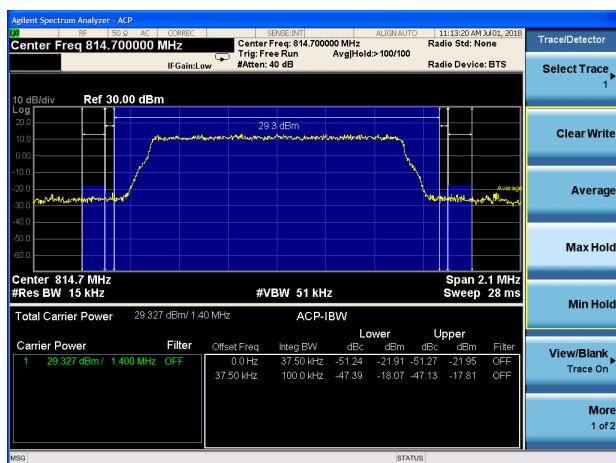 Agilent Spectrum Analyzer - ACP
LXI RF 50 Ω AC CORREC SENSE:INT ALIGN AUTO 11:13:20 AM Jul 01, 2018
Center Freq 814.700000 MHz
Center Freq: 814.700000 MHz
Radio Std: None
Trig: Free Run
Avg|Hold:>100/100
IFGain:Low
#Atten: 40 dB
Radio Device: BTS
10 dB/div Ref 30.00 dBm
Log
20.0
10.0
0.00
-10.0
-20.0
-30.0
-40.0
-50.0
-60.0
29.3 dBm
Average
Center 814.7 MHz
Span 2.1 MHz
#Res BW 15 kHz
#VBW 51 kHz
Sweep 28 ms
Total Carrier Power 29.327 dBm/ 1.40 MHz
ACP-IBW
Lower Upper
Carrier Power Filter
Offset Freq Integ BW dBc dBm dBc dBm Filter
1 29.327 dBm / 1.400 MHz OFF
0.0 Hz 37.50 kHz -51.24 -21.91 -51.27 -21.95 OFF
37.50 kHz 100.0 kHz -47.39 -18.07 -47.13 -17.81 OFF
MSG
STATUS
Trace/Detector
Select Trace
1
Clear Write
Average
Max Hold
Min Hold
View/Blank
Trace On
More
1 of 2